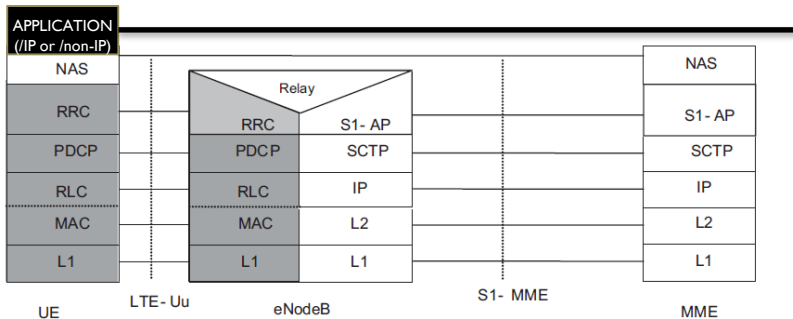 APPLICATION
(/IP or /non-IP)
NAS
RRC
PDCP
RLC
MAC
L1
UE
LTE- Uu
Relay
RRC
S1- AP
PDCP
SCTP
RLC
IP
MAC
L2
L1
L1
eNodeB
S1- MME
NAS
S1- AP
SCTP
IP
L2
L1
MME